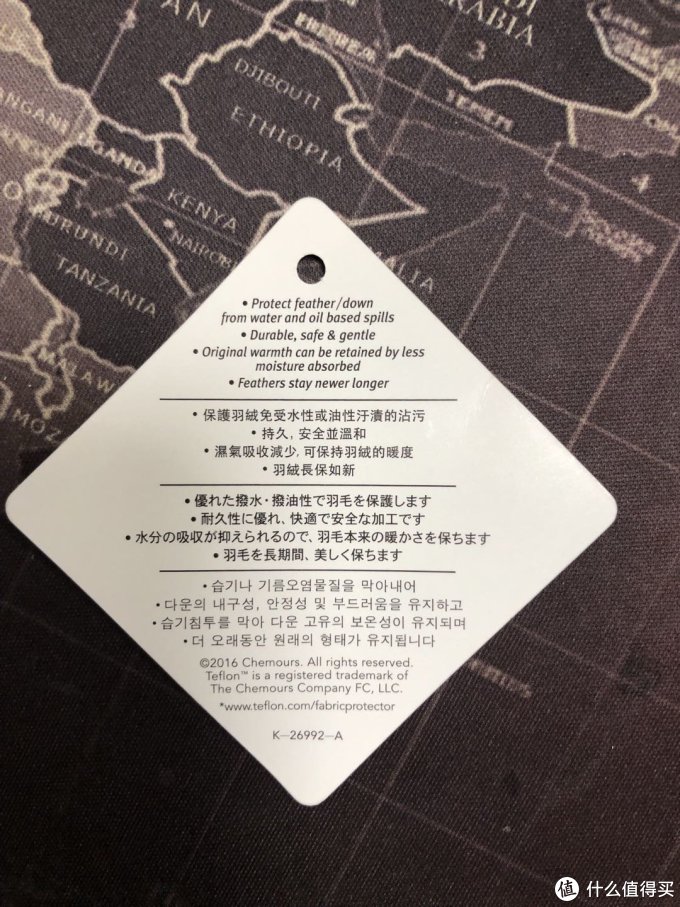 AN
DI
RABIA
3
DJIBOUTI
ETHIOPIA
YEMEN
4
UGANDA
KENYA
NAIROBI
BURUNDI
TANZANIA
MALIA
MALAWI
MOZ
• Protect feather/down
from water and oil based spills
• Durable, safe & gentle
• Original warmth can be retained by less
moisture absorbed
• Feathers stay newer longer
• 保護羽絨免受水性或油性汙漬的沾污
• 持久, 安全並溫和
• 濕氣吸收減少, 可保持羽絨的暖度
• 羽絨長保如新
• 優れた撥水・撥油性で羽毛を保護します
• 耐久性に優れ、快適で安全な加工です
• 水分の吸収が抑えられるので、羽毛本来の暖かさを保ちます
• 羽毛を長期間、美しく保ちます
• 습기나 기름오염물질을 막아내어
• 다운의 내구성, 안정성 및 부드러움을 유지하고
• 습기침투를 막아 다운 고유의 보온성이 유지되며
• 더 오래동안 원래의 형태가 유지됩니다
©2016 Chemours. All rights reserved.
Teflon™ is a registered trademark of
The Chemours Company FC, LLC.
*www.teflon.com/fabricprotector
K—26992—A
值 什么值得买